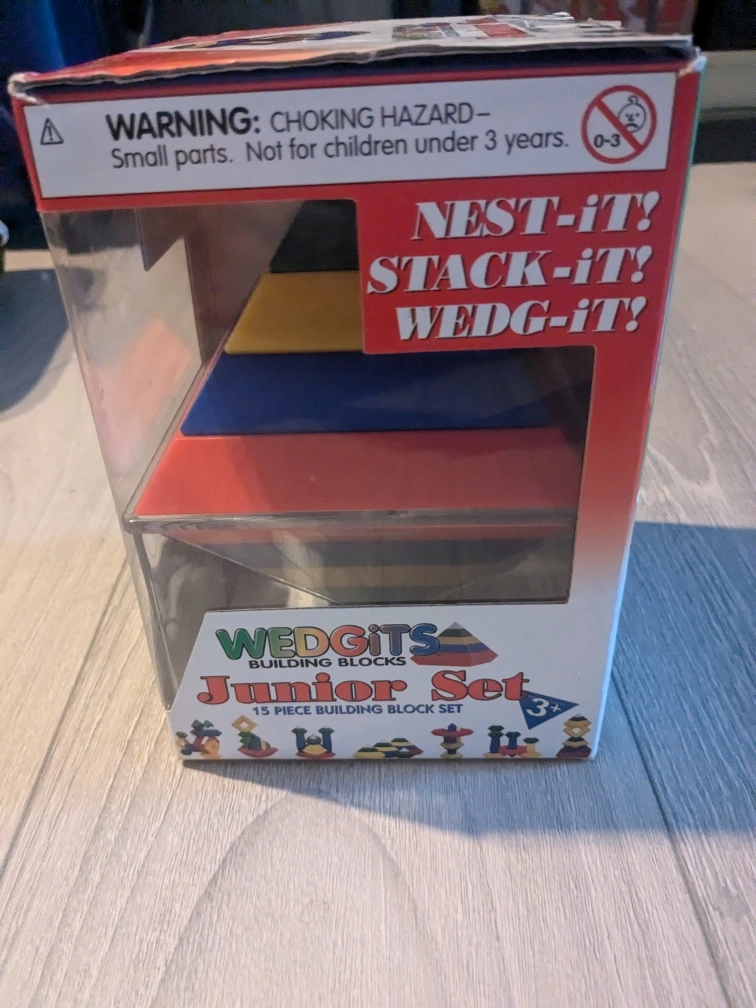 WARNING: CHOKING HAZARD–
Small parts. Not for children under 3 years.
0-3
NEST-iT!
STACK-iT!
WEDG-iT!
WEDGiTS
BUILDING BLOCKS
Junior Set
3+
15 PIECE BUILDING BLOCK SET